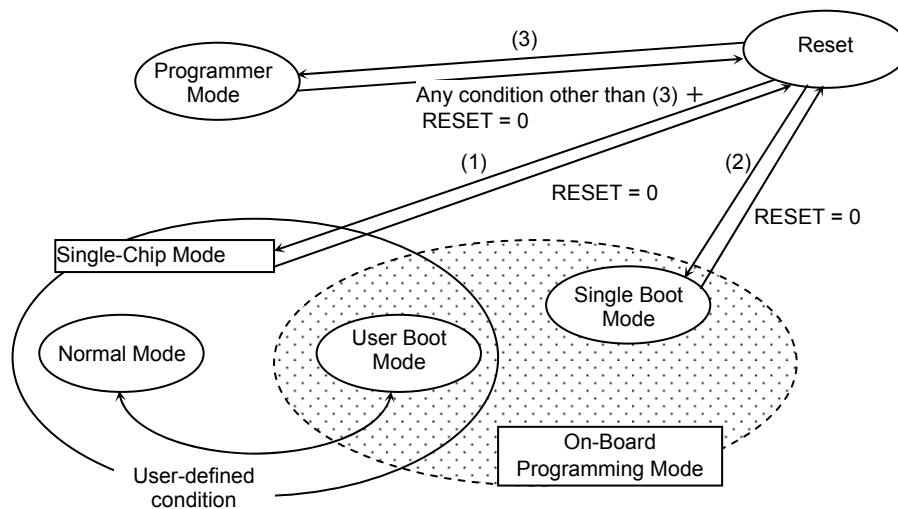 (3)
Reset
Programmer
Mode
Any condition other than (3) +
RESET = 0
(1)
(2)
RESET = 0
RESET = 0
Single-Chip Mode
Single Boot
Mode
Normal Mode
User Boot
Mode
On-Board
Programming Mode
User-defined
condition